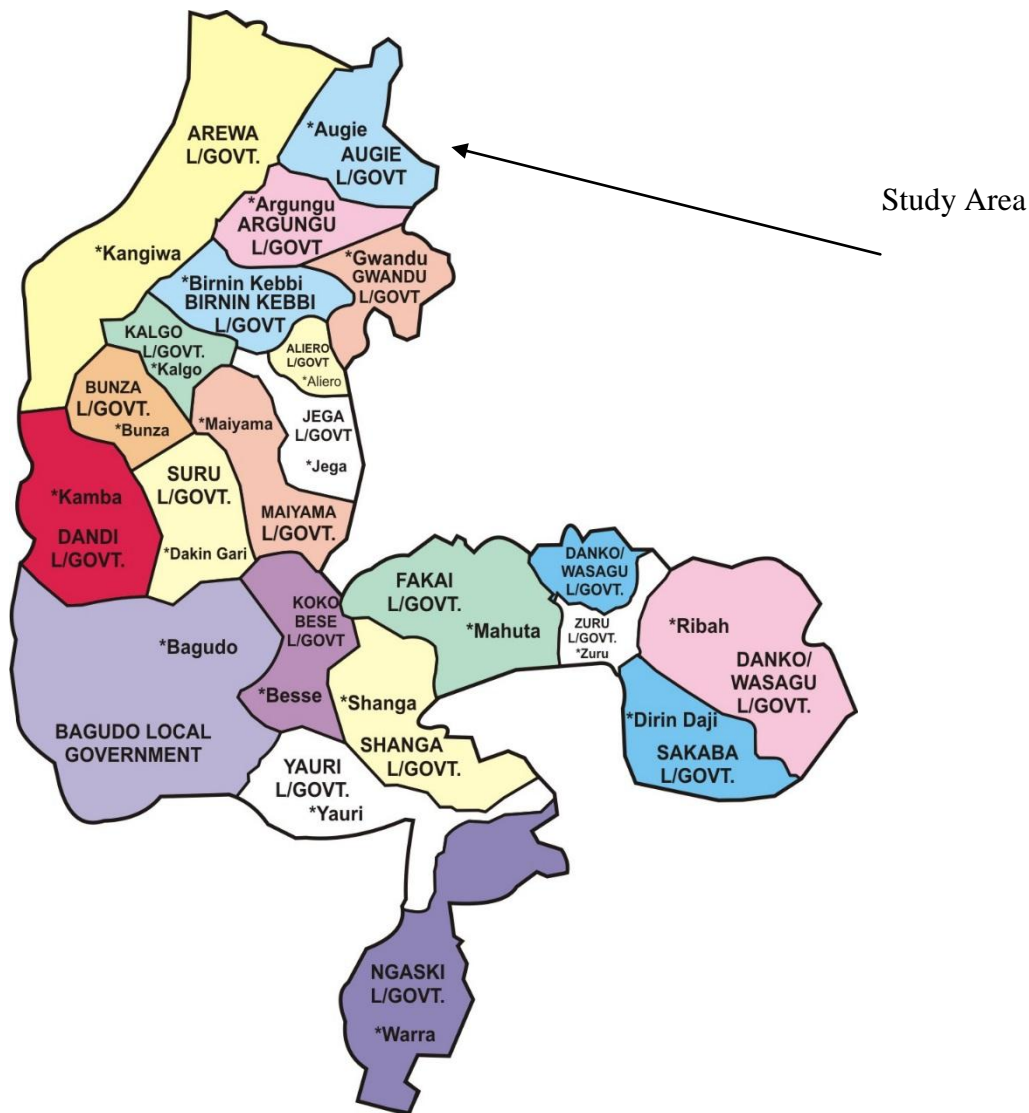 AREWA
L/GOVT.
*Kangiwa
*Augie
AUGIE
L/GOVT
Study Area
*Argungu
ARGUNGU
L/GOVT
*Gwandu
GWANDU
L/GOVT
*Birnin Kebbi
BIRNIN KEBBI
L/GOVT
KALGO
L/GOVT.
*Kalgo
ALIERO
L/GOVT
*Aliero
BUNZA
L/GOVT.
*Bunza
*Maiyama
MAIYAMA
L/GOVT.
JEGA
L/GOVT
*Jega
SURU
L/GOVT.
*Dakin Gari
*Kamba
DANDI
L/GOVT.
KOKO
BESE
L/GOVT
*Besse
FAKAI
L/GOVT.
*Mahuta
DANKO/
WASAGU
L/GOVT.
ZURU
L/GOVT.
*Zuru
*Ribah
DANKO/
WASAGU
L/GOVT.
*Bagudo
BAGUDO LOCAL
GOVERNMENT
*Shanga
SHANGA
L/GOVT.
*Dirin Daji
SAKABA
L/GOVT.
YAURI
L/GOVT.
*Yauri
NGASKI
L/GOVT.
*Warra